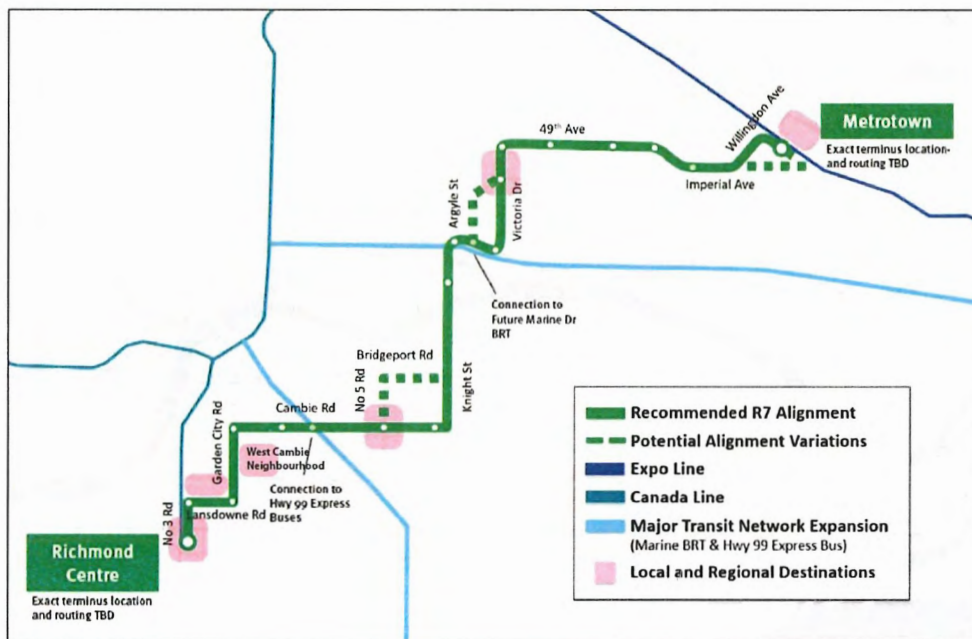 Willingdon Ave
Metrotown
Exact terminus location-
and routing TBD
49th Ave
Imperial Ave
Argyle St
Victoria Dr
Connection to
Future Marine Dr
BRT
Bridgeport Rd
No 5 Rd
Knight St
Cambie Rd
Garden City Rd
West Cambie
Neighbourhood
Connection to
Hwy 99 Express
Buses
Lansdowne Rd
No 3 Rd
Richmond
Centre
Exact terminus location
and routing TBD
Recommended R7 Alignment
Potential Alignment Variations
Expo Line
Canada Line
Major Transit Network Expansion
(Marine BRT & Hwy 99 Express Bus)
Local and Regional Destinations